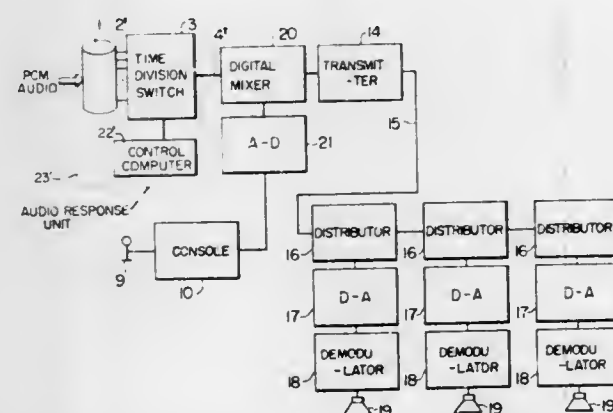 1 2' 3 4' 20 14
PCM AUDIO
TIME DIVISION SWITCH
DIGITAL MIXER
TRANSMIT -TER
22'
CONTROL COMPUTER
A-D
21
15
23'
AUDIO RESPONSE UNIT
9
CONSOLE
10
DISTRIBUTOR DISTRIBUTOR DISTRIBUTOR
16 16 16
D-A D-A D-A
17 17 17
DEMODU -LATOR DEMODU -LATOR DEMODU -LATOR
18 18 18
19 19 19